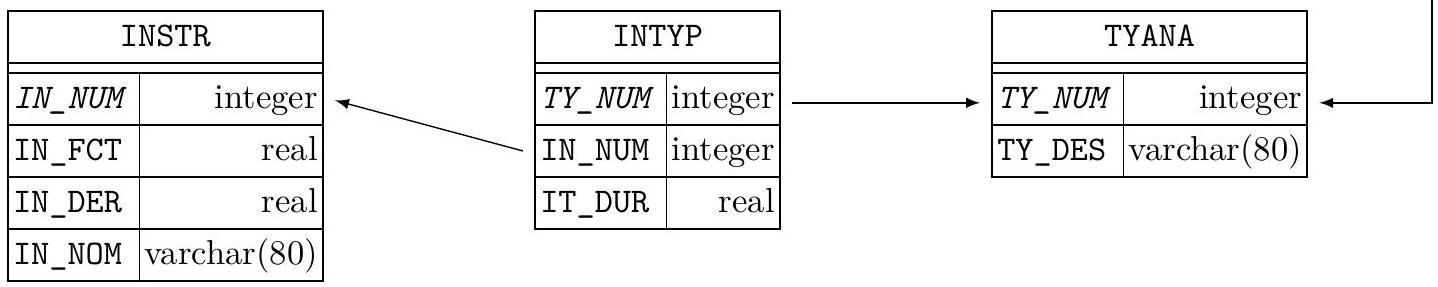 INSTR
IN_NUM integer
IN_FCT real
IN_DER real
IN_NOM varchar(80)
INTYP
TY_NUM integer
IN_NUM integer
IT_DUR real
TYANA
TY_NUM integer
TY_DES varchar(80)